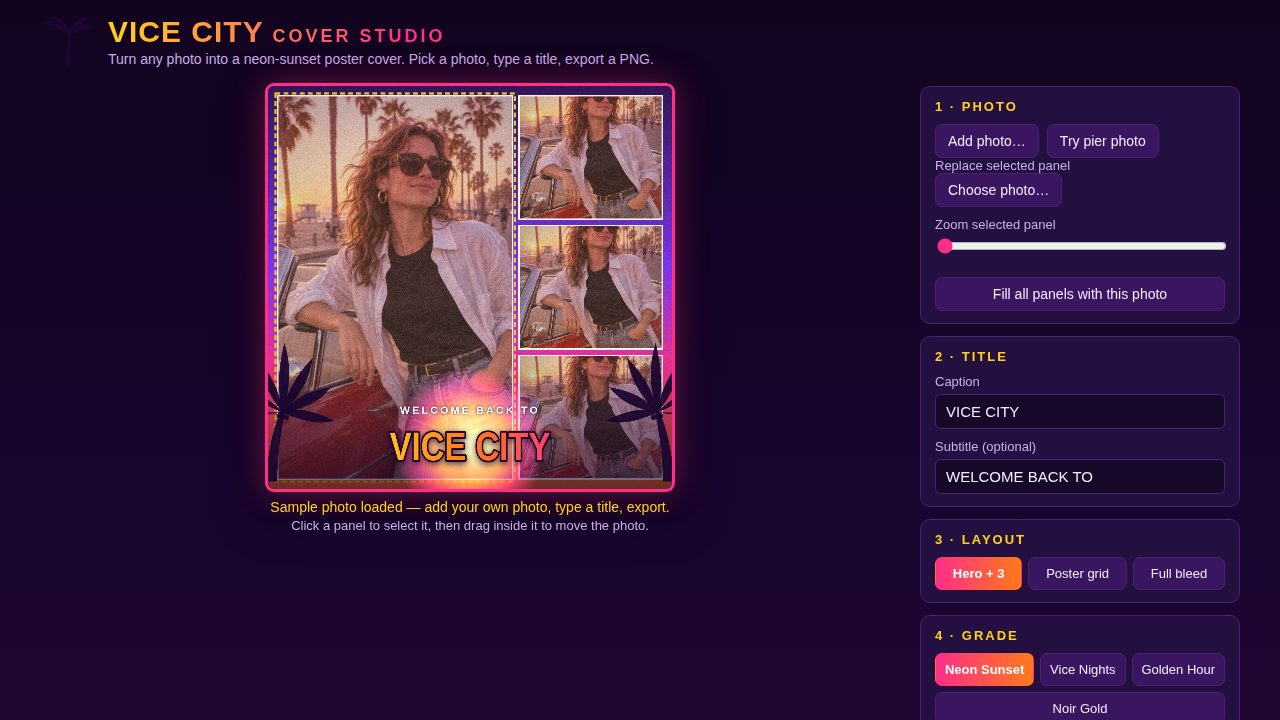 VICE CITY COVER STUDIO
Turn any photo into a neon-sunset poster cover. Pick a photo, type a title, export a PNG.
WELCOME BACK TO
VICE CITY
Sample photo loaded — add your own photo, type a title, export.
Click a panel to select it, then drag inside it to move the photo.
1 · PHOTO
Add photo… Try pier photo
Replace selected panel
Choose photo…
Zoom selected panel
Fill all panels with this photo
2 · TITLE
Caption
VICE CITY
Subtitle (optional)
WELCOME BACK TO
3 · LAYOUT
Hero + 3 Poster grid Full bleed
4 · GRADE
Neon Sunset Vice Nights Golden Hour
Noir Gold